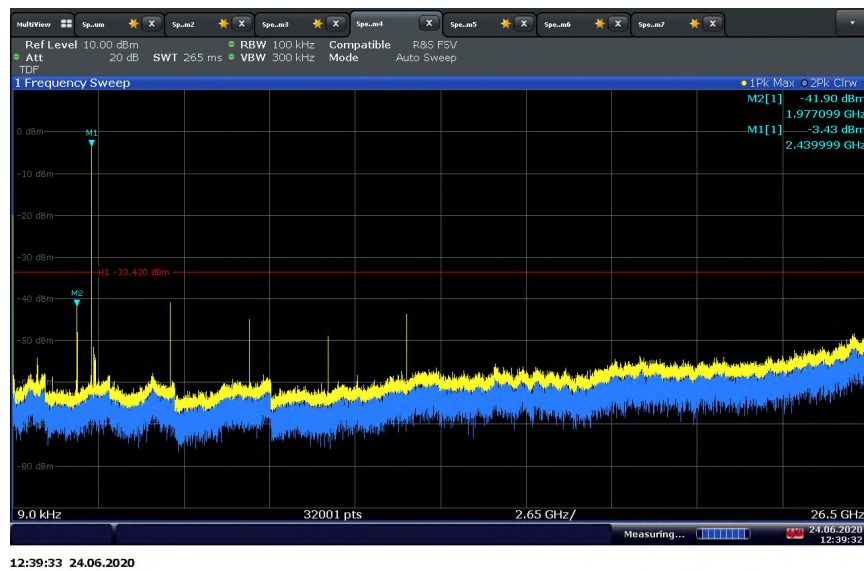 MultiView Sp..um X Sp..m2 X Spe..m3 X Spe..m4 X Spe..m5 X Spe..m6 X Spe..m7 X
Ref Level 10.00 dBm RBW 100 kHz Compatible R&S FSV
Att 20 dB SWT 265 ms VBW 300 kHz Mode Auto Sweep
TDF
1 Frequency Sweep 1Pk Max 2Pk Clrw
M2[1] -41.90 dBm
1.977099 GHz
0 dBm M1 M1[1] -3.43 dBm
2.439999 GHz
-10 dBm
-20 dBm
-30 dBm
H1 -33.430 dBm
-40 dBm M2
-50 dBm
-80 dBm
9.0 kHz 32001 pts 2.65 GHz/ 26.5 GHz
Measuring... 24.06.2020
12:39:32
12:39:33 24.06.2020